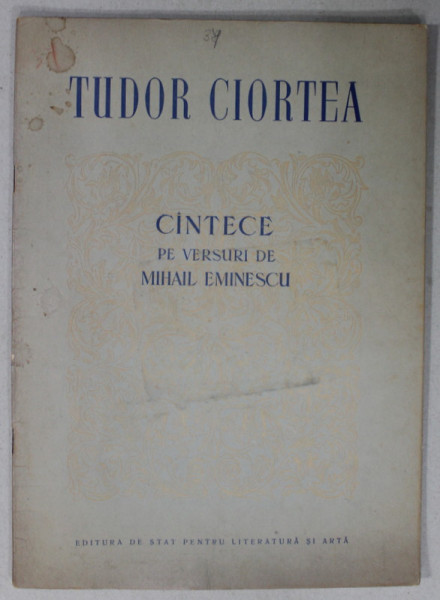 TUDOR CIORTEA
CÎNTECE
PE VERSURI DE
MIHAIL EMINESCU
EDITURA DE STAT PENTRU LITERATURĂ ȘI ARTĂ